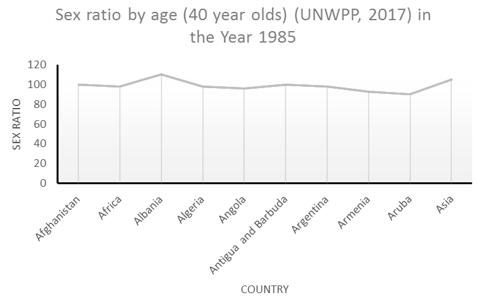 Sex ratio by age (40 year olds) (UNWPP, 2017) in
the Year 1985
SEX RATIO
120
100
80
60
40
20
0
Afghanistan
Africa
Albania
Algeria
Angola
Antigua and Barbuda
Argentina
Armenia
Aruba
Asia
COUNTRY